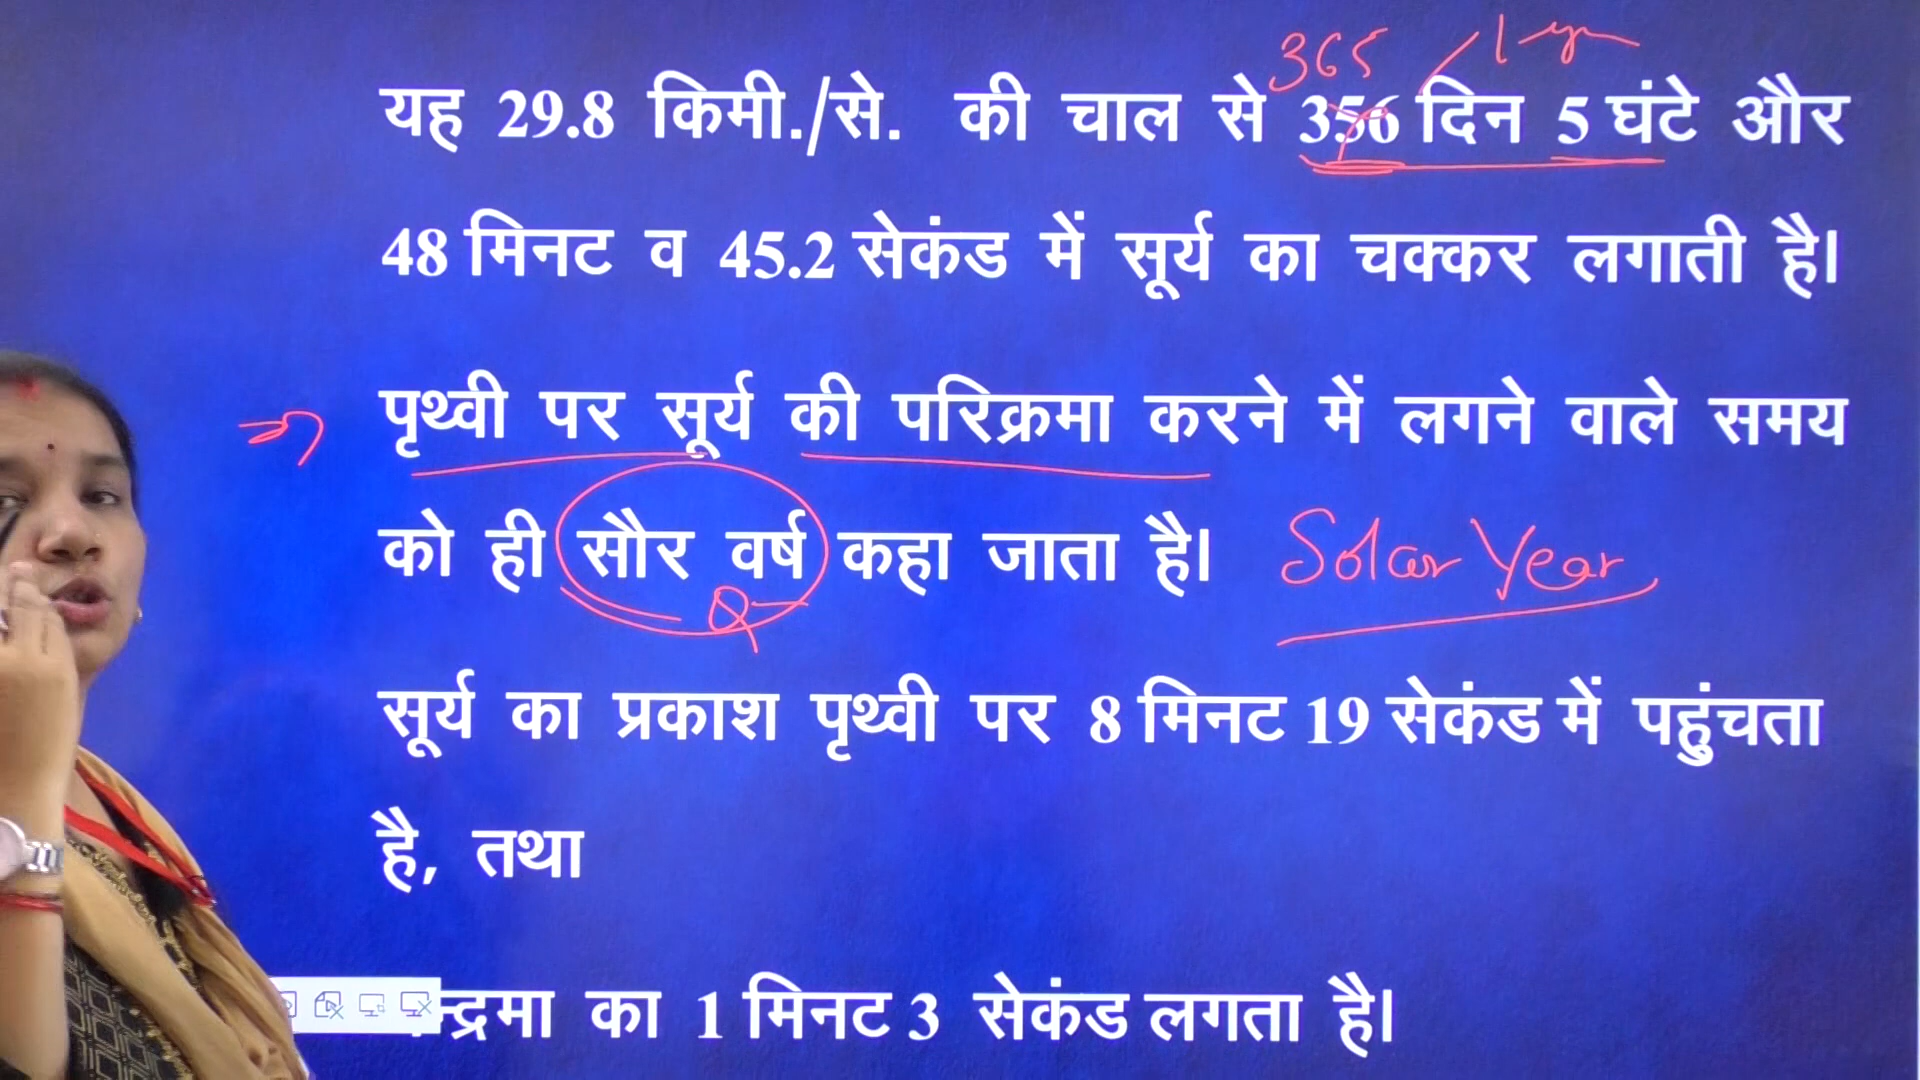 365 / 1 yr
यह 29.8 किमी./से. की चाल से 356 दिन 5 घंटे और
48 मिनट व 45.2 सेकंड में सूर्य का चक्कर लगाती है।
पृथ्वी पर सूर्य की परिक्रमा करने में लगने वाले समय
को ही सौर वर्ष कहा जाता है। Solar Year
Q
सूर्य का प्रकाश पृथ्वी पर 8 मिनट 19 सेकंड में पहुंचता
है, तथा
न्द्रमा का 1 मिनट 3 सेकंड लगता है।